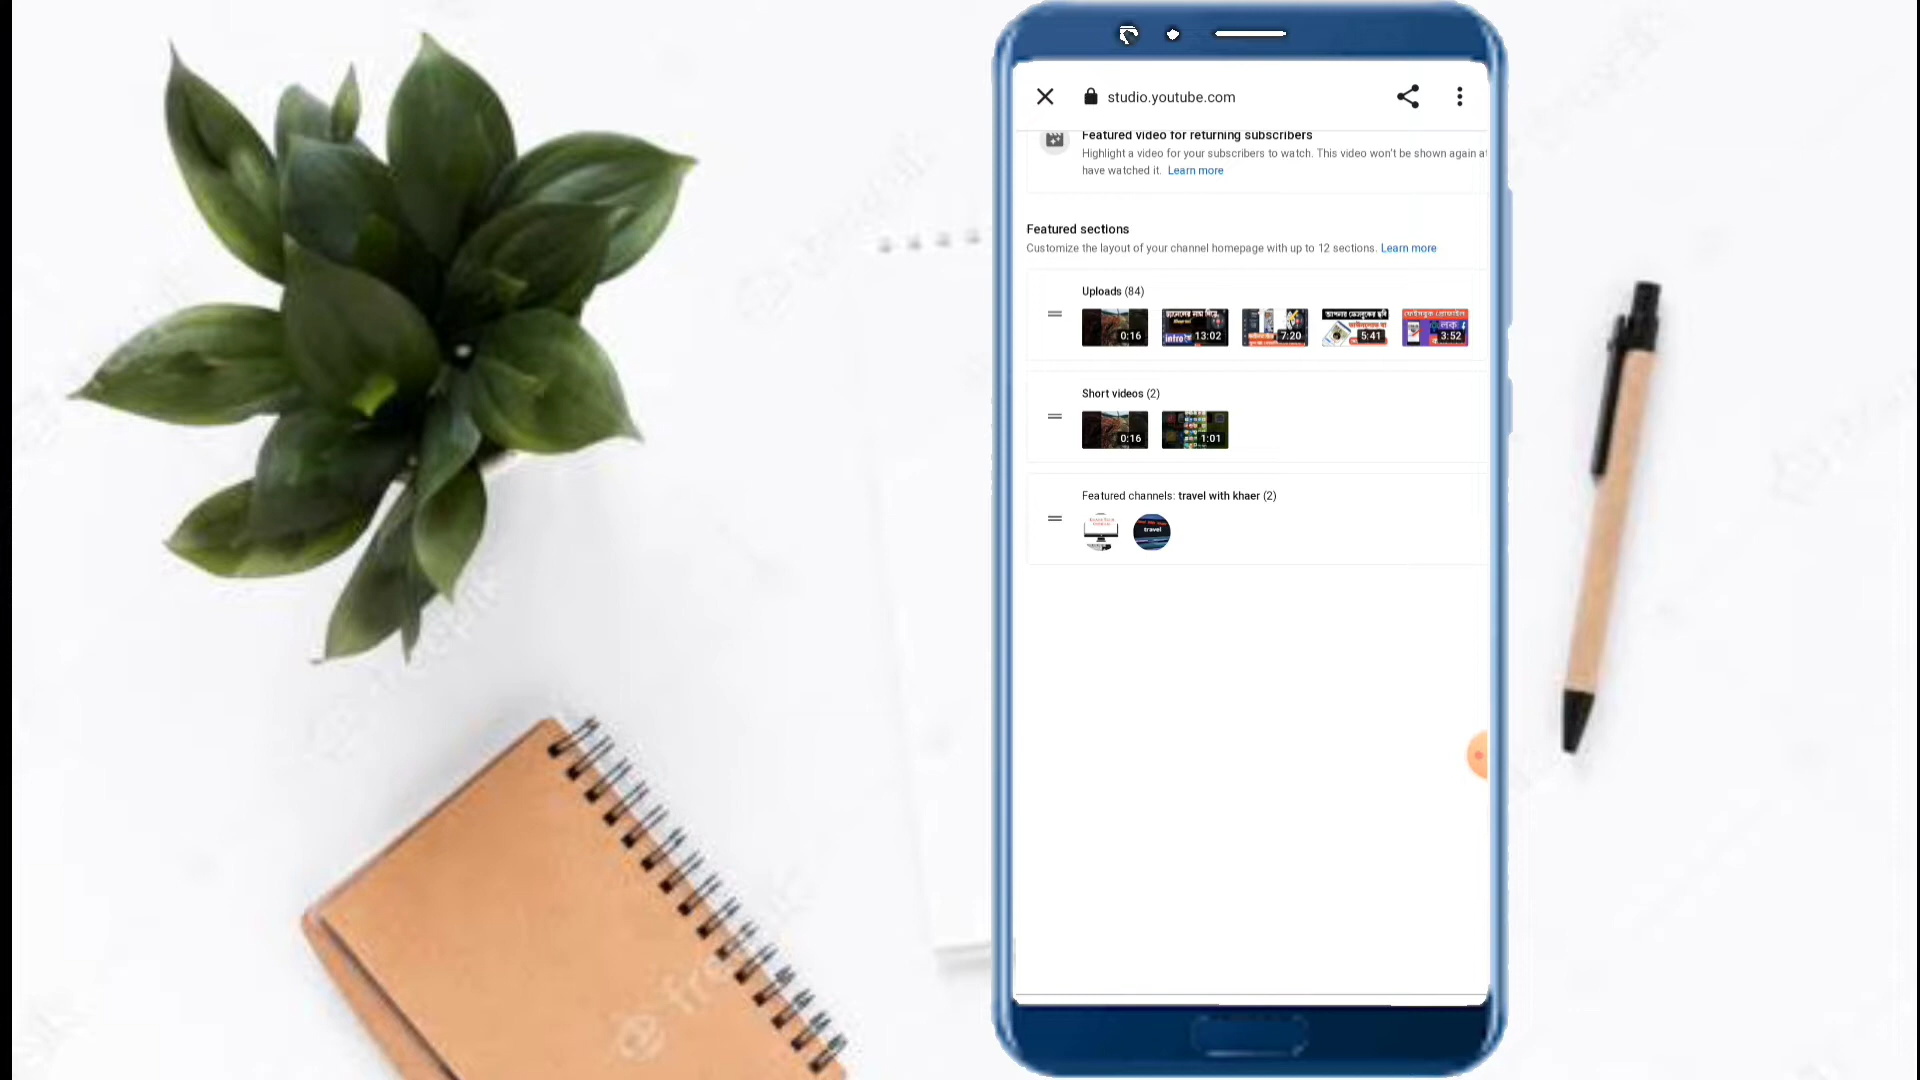 studio.youtube.com
Featured video for returning subscribers
Highlight a video for your subscribers to watch. This video won't be shown again a
have watched it. Learn more
Featured sections
Customize the layout of your channel homepage with up to 12 sections. Learn more
Uploads (84)
0:16
13:02
intro
7:20
5:41
3:52
Short videos (2)
0:16
1:01
Featured channels: travel with khaer (2)
travel